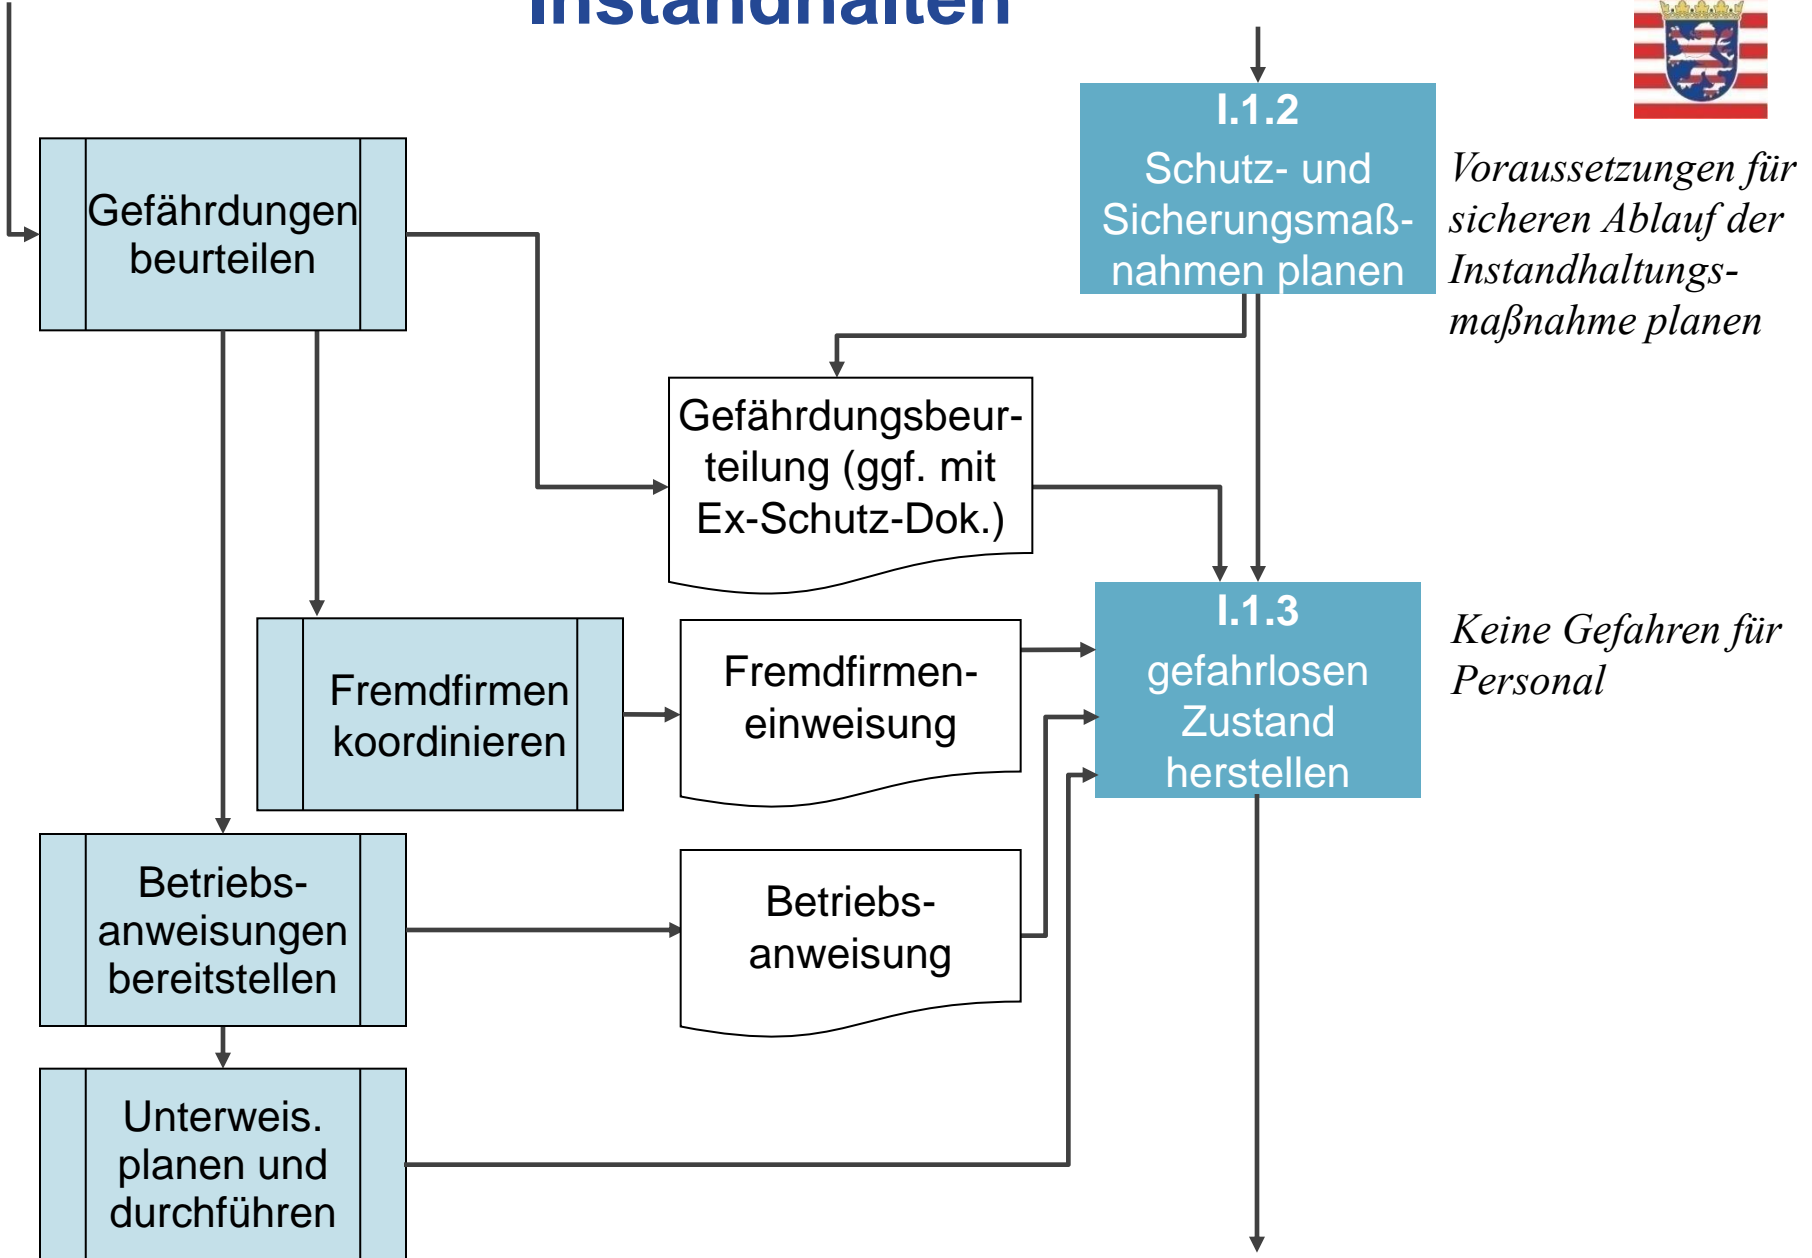 Instandhalten
I.1.2
Schutz- und
Sicherungsmaß-
nahmen planen
Voraussetzungen für
sicheren Ablauf der
Instandhaltungs-
maßnahme planen
Gefährdungen
beurteilen
Gefährdungsbeur-
teilung (ggf. mit
Ex-Schutz-Dok.)
I.1.3
gefahrlosen
Zustand
herstellen
Keine Gefahren für
Personal
Fremdfirmen
koordinieren
Fremdfirmen-
einweisung
Betriebs-
anweisungen
bereitstellen
Betriebs-
anweisung
Unterweis.
planen und
durchführen